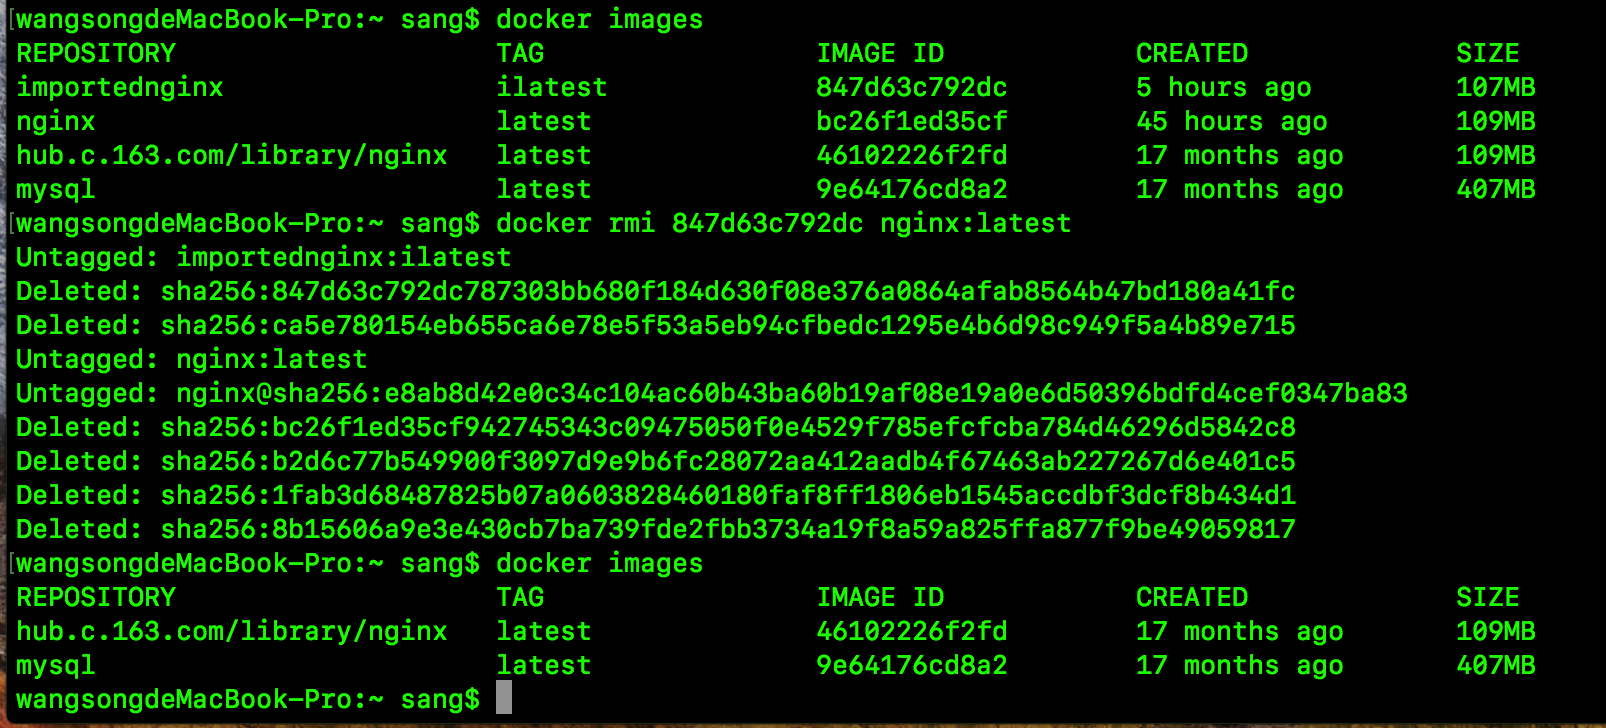 [wangsongdeMacBook-Pro:~ sang$ docker images
REPOSITORY TAG IMAGE ID CREATED SIZE
importednginx ilatest 847d63c792dc 5 hours ago 107MB
nginx latest bc26f1ed35cf 45 hours ago 109MB
hub.c.163.com/library/nginx latest 46102226f2fd 17 months ago 109MB
mysql latest 9e64176cd8a2 17 months ago 407MB
[wangsongdeMacBook-Pro:~ sang$ docker rmi 847d63c792dc nginx:latest
Untagged: importednginx:ilatest
Deleted: sha256:847d63c792dc787303bb680f184d630f08e376a0864afab8564b47bd180a41fc
Deleted: sha256:ca5e780154eb655ca6e78e5f53a5eb94cfbedc1295e4b6d98c949f5a4b89e715
Untagged: nginx:latest
Untagged: nginx@sha256:e8ab8d42e0c34c104ac60b43ba60b19af08e19a0e6d50396bdfd4cef0347ba83
Deleted: sha256:bc26f1ed35cf942745343c09475050f0e4529f785efcfcba784d46296d5842c8
Deleted: sha256:b2d6c77b549900f3097d9e9b6fc28072aa412aadb4f67463ab227267d6e401c5
Deleted: sha256:1fab3d68487825b07a0603828460180faf8ff1806eb1545accdbf3dcf8b434d1
Deleted: sha256:8b15606a9e3e430cb7ba739fde2fbb3734a19f8a59a825ffa877f9be49059817
[wangsongdeMacBook-Pro:~ sang$ docker images
REPOSITORY TAG IMAGE ID CREATED SIZE
hub.c.163.com/library/nginx latest 46102226f2fd 17 months ago 109MB
mysql latest 9e64176cd8a2 17 months ago 407MB
wangsongdeMacBook-Pro:~ sang$